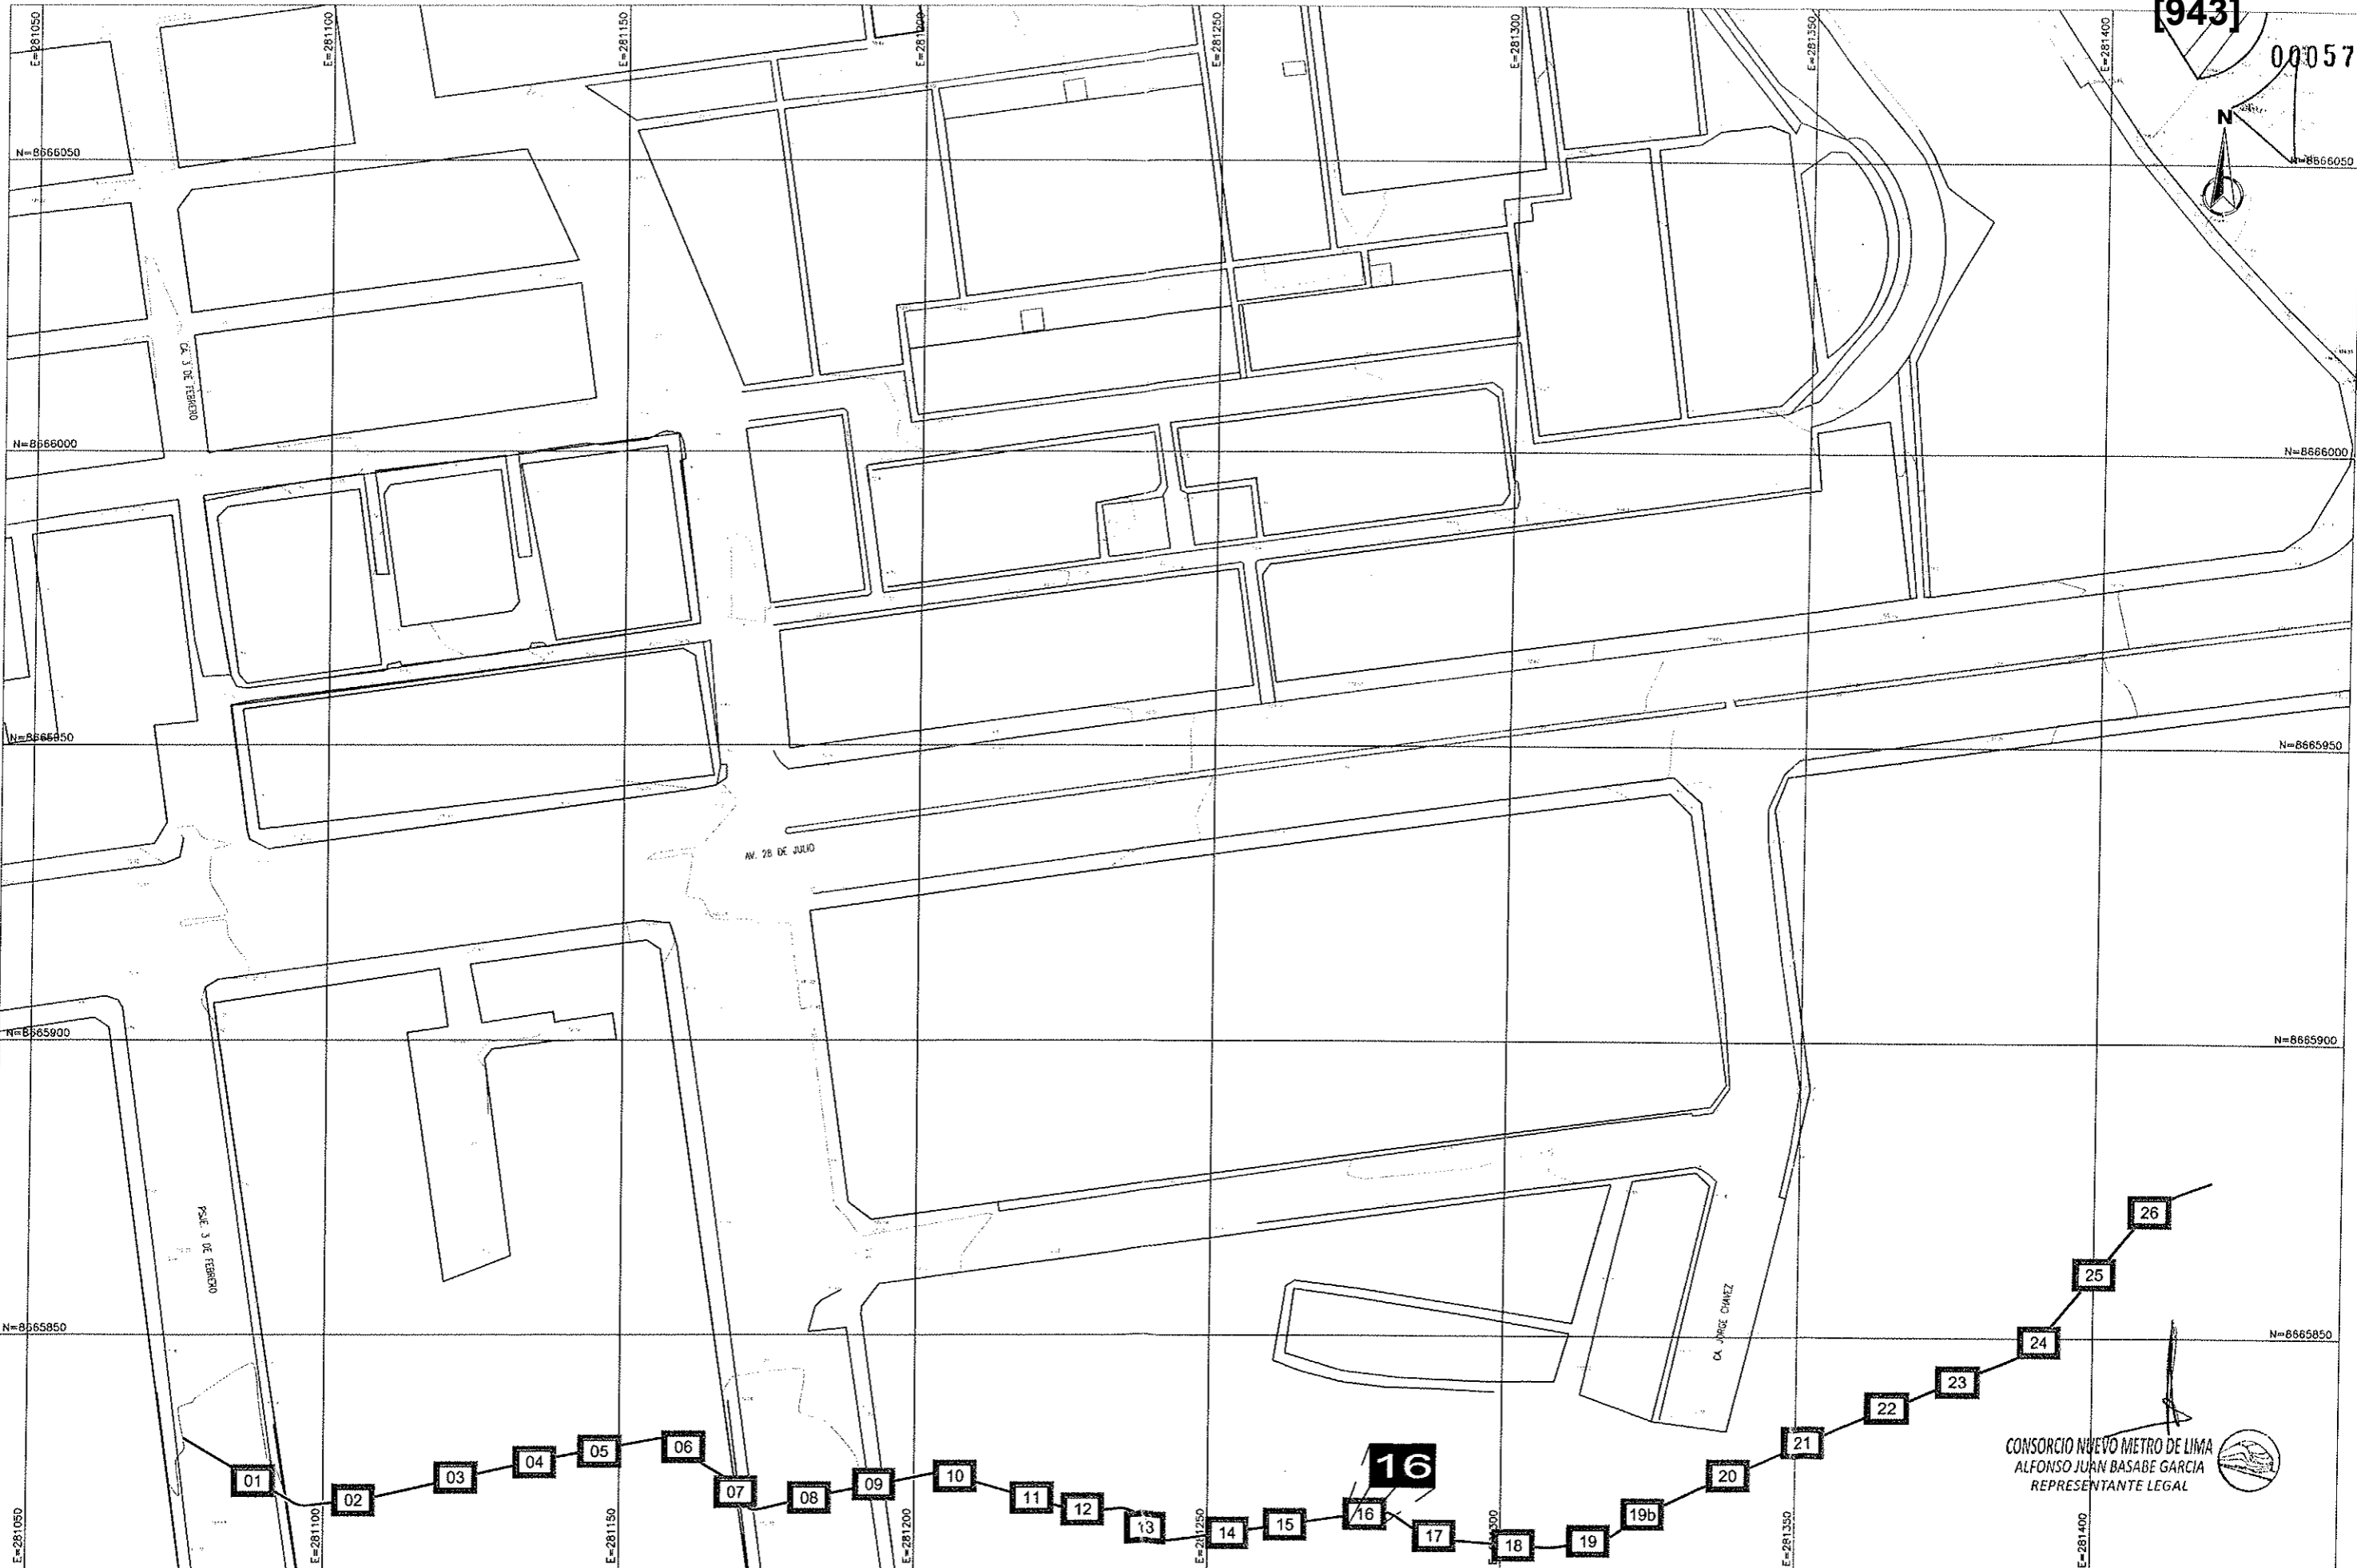 [943]
00057
E=281050
E=281100
E=281150
E=281200
E=281250
E=281300
E=281350
E=281400
N
N=8666050
N=8666050
CA. 3 DE FEBRERO
N=8666000
N=8666000
N=8665950
N=8665950
AV. 28 DE JULIO
N=8665900
N=8665900
PSJE. 3 DE FEBRERO
CA. JORGE CHAVEZ
N=8665850
N=8665850
01
02
03
04
05
06
07
08
09
10
11
12
13
14
15
16
16
17
18
19
19b
20
21
22
23
24
25
26
CONSORCIO NUEVO METRO DE LIMA
ALFONSO JUAN BASABE GARCIA
REPRESENTANTE LEGAL
E=281050
E=281100
E=281150
E=281200
E=281250
E=281350
E=281400